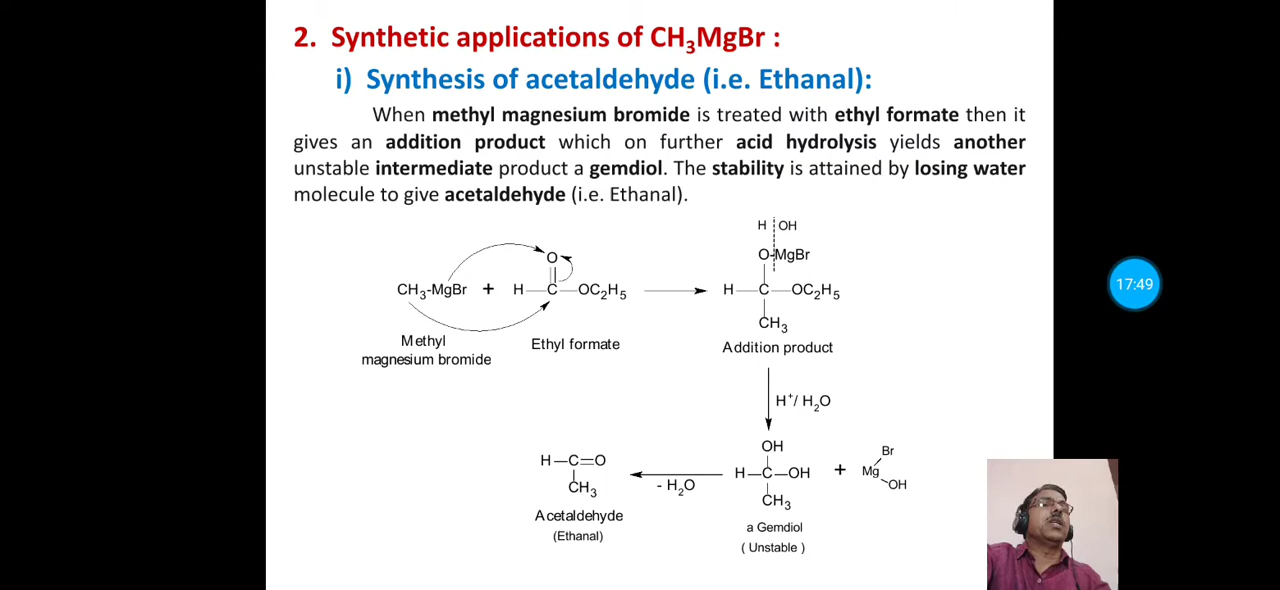 2. Synthetic applications of CH₃MgBr :
i) Synthesis of acetaldehyde (i.e. Ethanal):
When methyl magnesium bromide is treated with ethyl formate then it
gives an addition product which on further acid hydrolysis yields another
unstable intermediate product a gemdiol. The stability is attained by losing water
molecule to give acetaldehyde (i.e. Ethanal).
H OH
O O-MgBr
CH₃-MgBr + H—C—OC₂H₅ H—C—OC₂H₅
CH₃
Methyl
magnesium bromide
Ethyl formate
Addition product
H⁺/ H₂O
OH
H—C=O
CH₃
- H₂O
H—C—OH + Mg
Br
OH
CH₃
Acetaldehyde
(Ethanal)
a Gemdiol
( Unstable )
17:49